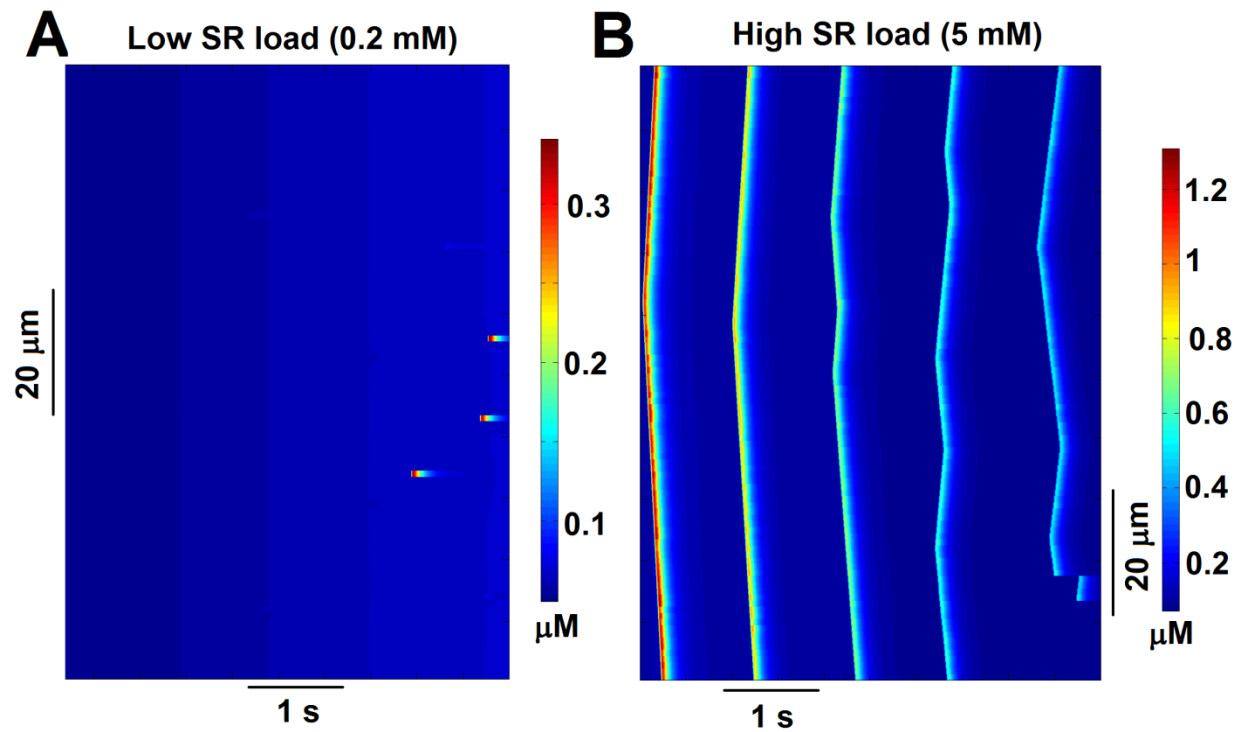 A
Low SR load (0.2 mM)
20 μm
0.3
0.2
0.1
μM
1 s
B
High SR load (5 mM)
1.2
1
0.8
0.6
0.4
0.2
20 μm
μM
1 s